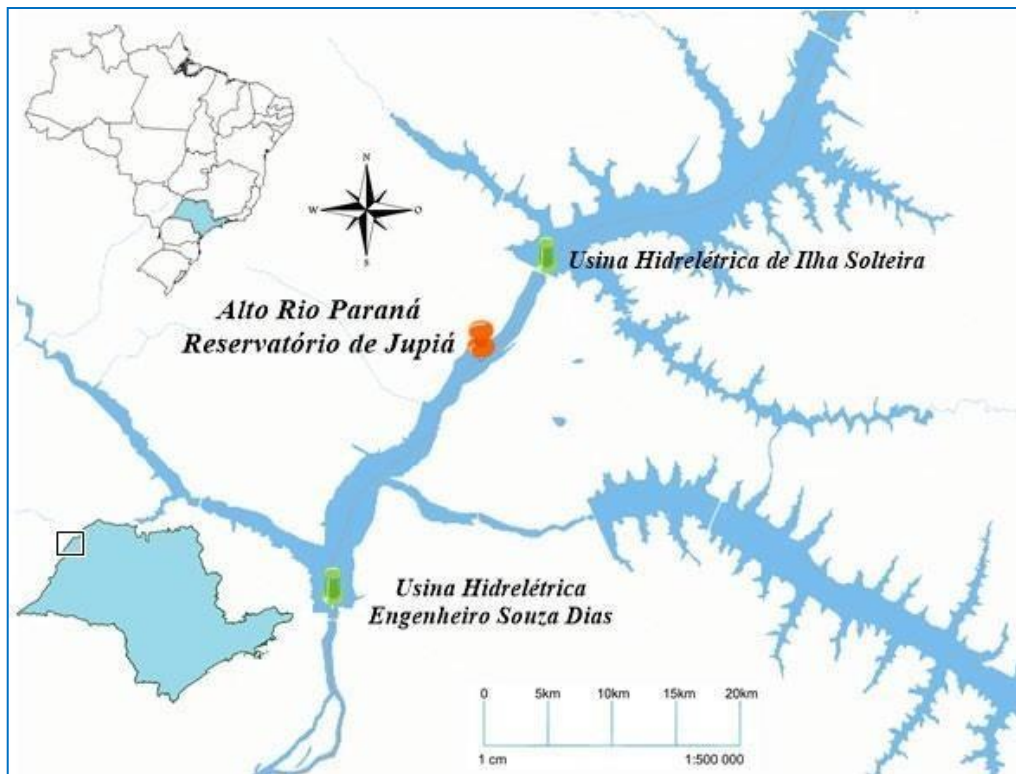 N
W
O
S
Usina Hidrelétrica de Ilha Solteira
Alto Rio Paraná
Reservatório de Jupiá
Usina Hidrelétrica
Engenheiro Souza Dias
0 5km 10km 15km 20km
1 cm 1:500 000